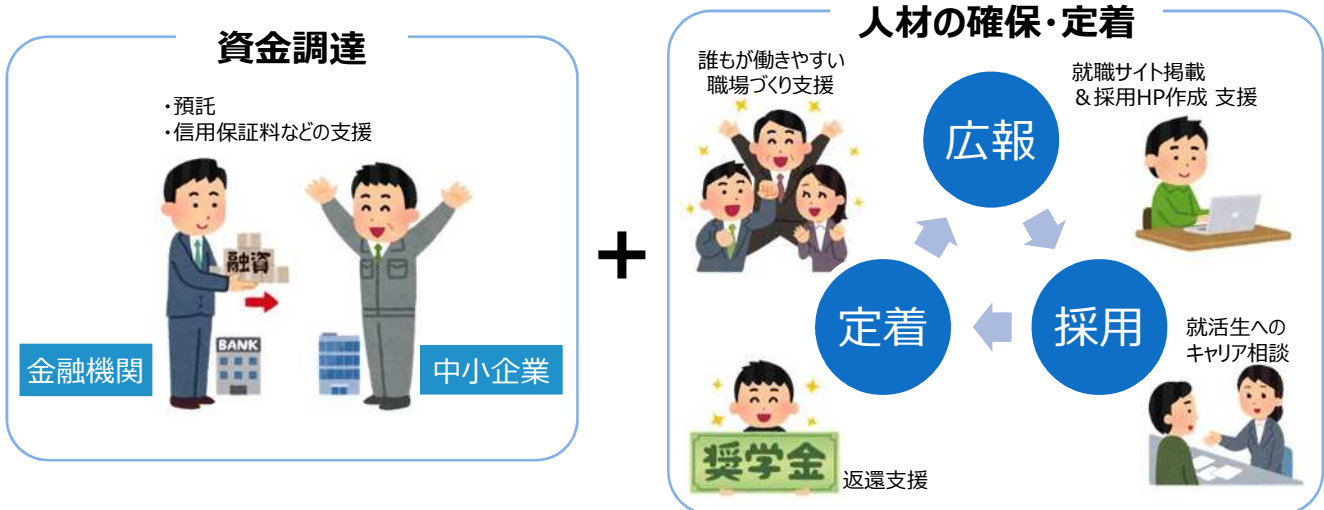 資金調達
・預託
・信用保証料などの支援
融資
BANK
金融機関
中小企業
+
人材の確保・定着
誰もが働きやすい
職場づくり支援
広報
就職サイト掲載
&採用HP作成 支援
定着
採用
就活生への
キャリア相談
奨学金
返還支援